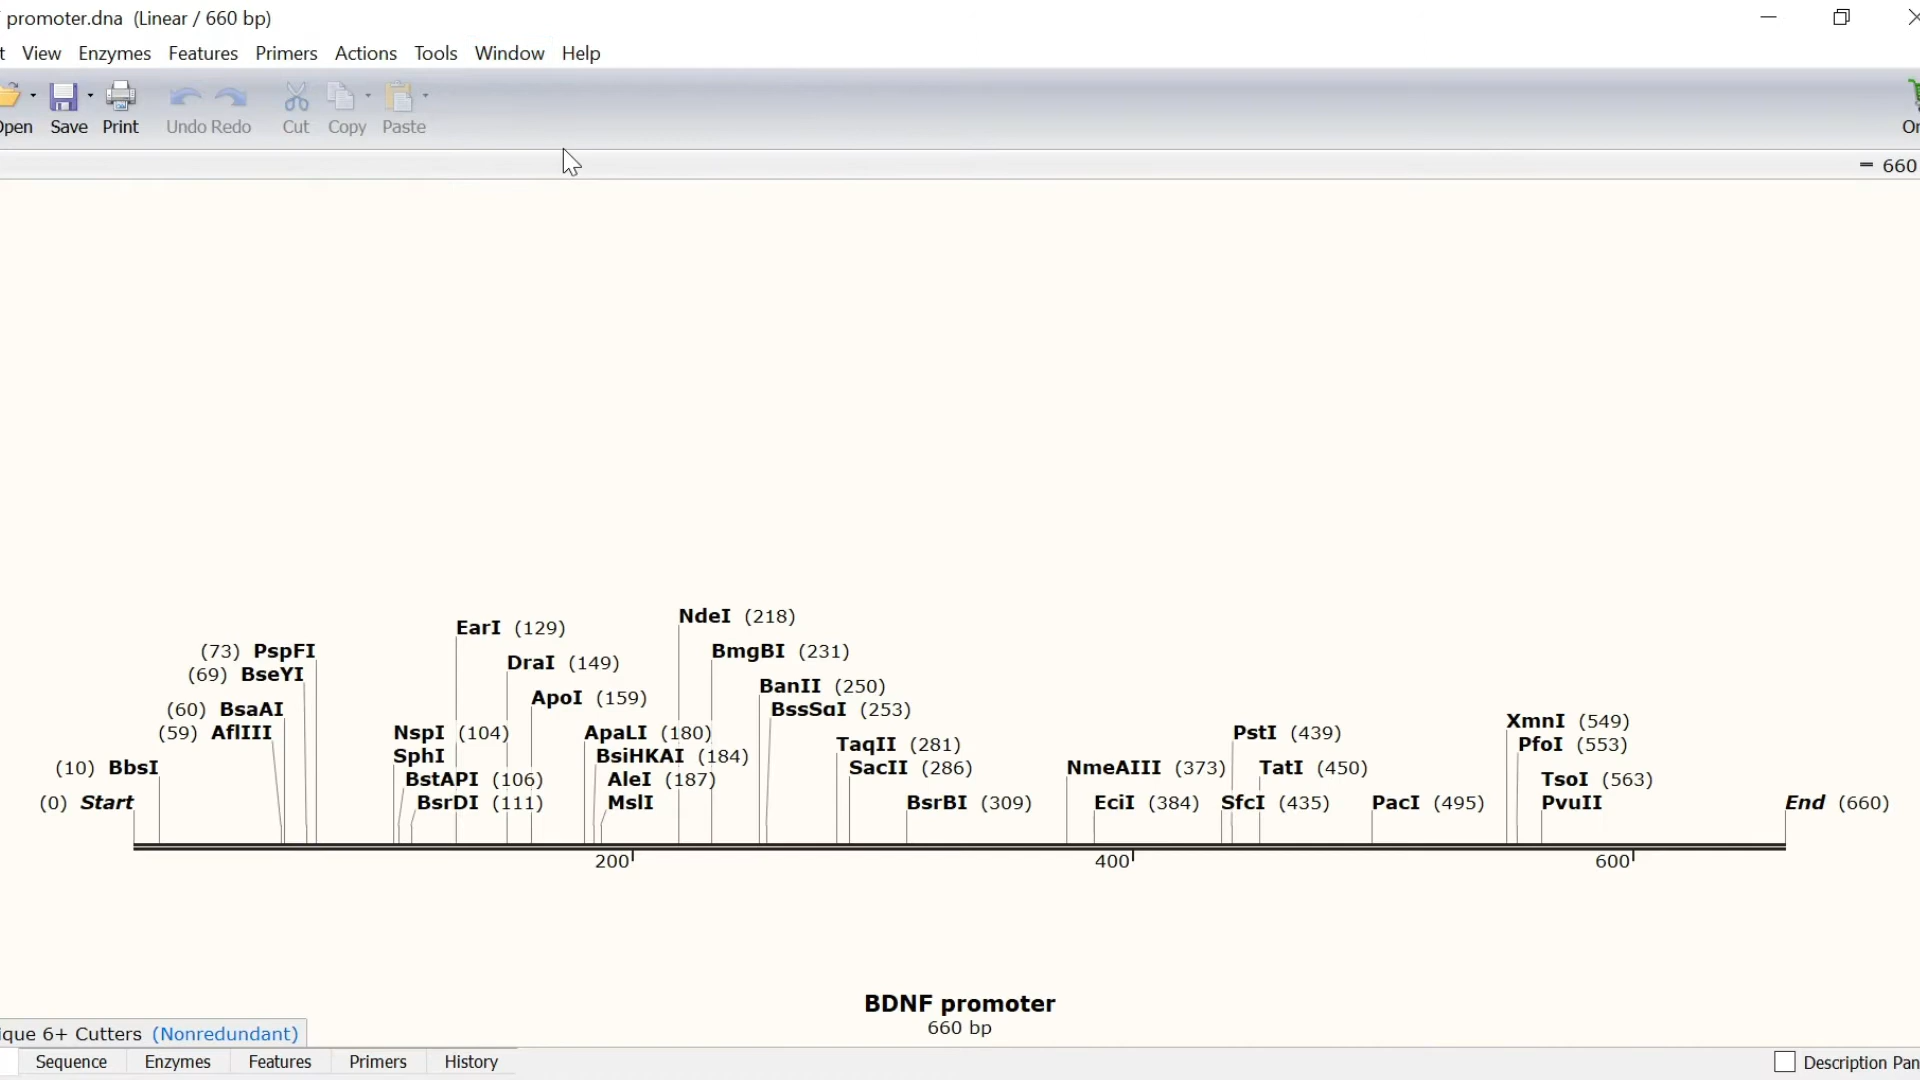 promoter.dna (Linear / 660 bp)
View Enzymes Features Primers Actions Tools Window Help
Save Print Undo Redo Cut Copy Paste
660
NdeI (218)
EarI (129)
(73) PspFI BmgBI (231)
DraI (149)
(69) BseYI
BanII (250)
ApoI (159)
(60) BsaAI BssSαI (253)
XmnI (549)
(59) AflIII NspI (104) ApaLI (180) PstI (439)
TaqII (281) PfoI (553)
SphI BsiHKAI (184)
(10) BbsI SacII (286) NmeAIII (373) TatI (450)
BstAPI (106) AleI (187) TsoI (563)
(0) Start BsrDI (111) MslI BsrBI (309) EciI (384) SfcI (435) PacI (495) PvuII End (660)
200 400 600
BDNF promoter
660 bp
6+ Cutters (Nonredundant)
Sequence Enzymes Features Primers History Description